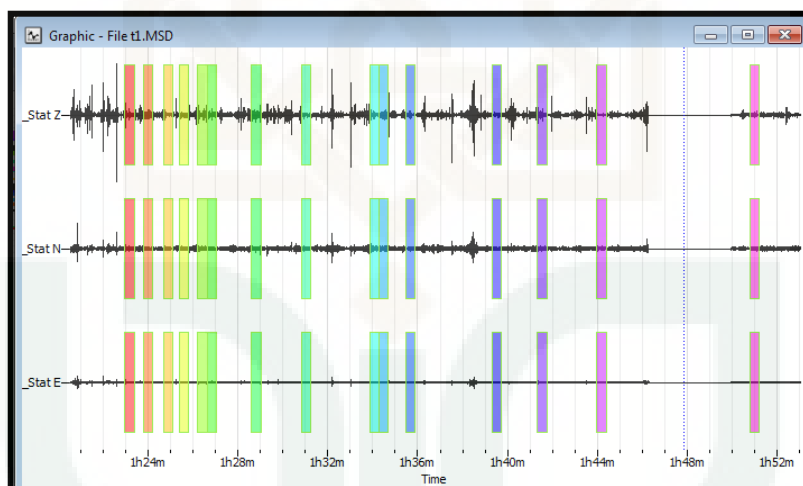 Graphic - File t1.MSD
_Stat Z
_Stat N
_Stat E
1h24m 1h28m 1h32m 1h36m 1h40m 1h44m 1h48m 1h52m
Time